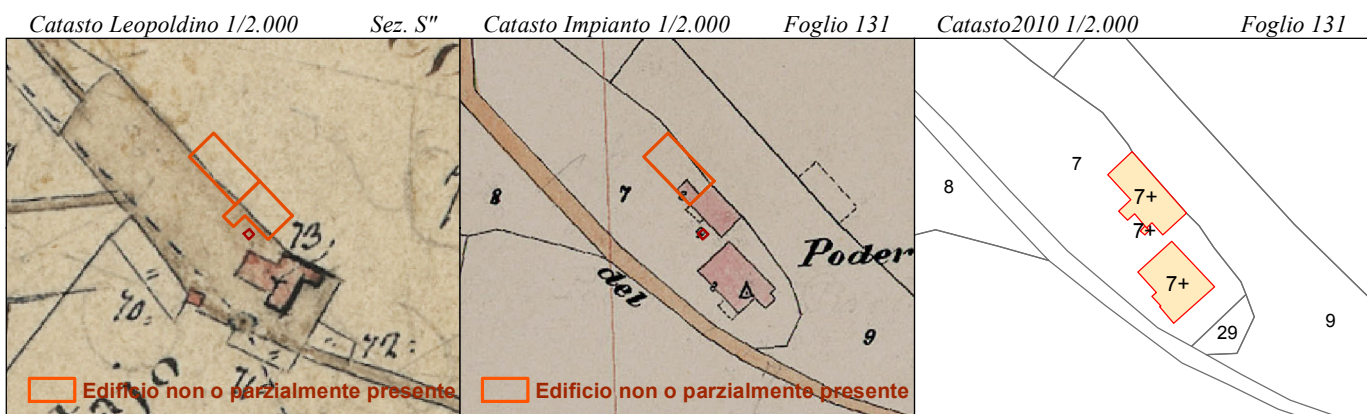 Catasto Leopoldino 1/2.000 Sez. S"
Catasto Impianto 1/2.000 Foglio 131
Catasto2010 1/2.000 Foglio 131
73,
70.
72.
Edificio non o parzialmente presente
8
7
2
Poder
del
9
Edificio non o parzialmente presente
7
8
7+
7+
7+
29
9